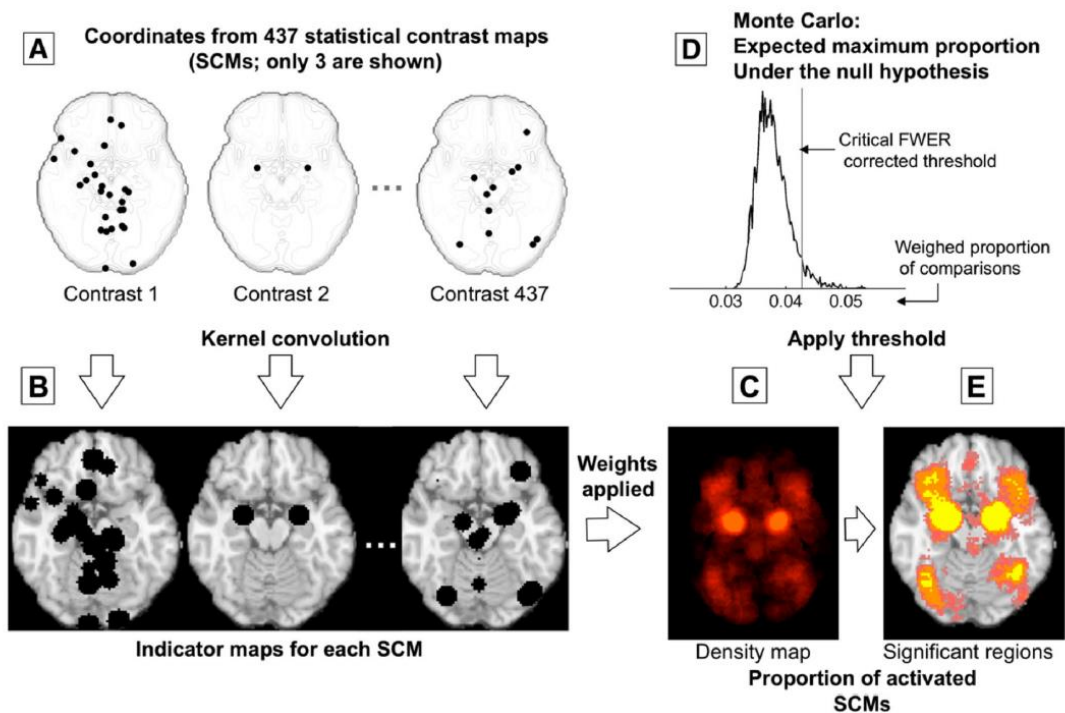 A
Coordinates from 437 statistical contrast maps
(SCMs; only 3 are shown)
Contrast 1
Contrast 2
Contrast 437
D
Monte Carlo:
Expected maximum proportion
Under the null hypothesis
Critical FWER
corrected threshold
Weighed proportion
of comparisons
0.03
0.04
0.05
Kernel convolution
Apply threshold
B
C
E
Weights
applied
Indicator maps for each SCM
Density map
Significant regions
Proportion of activated
SCMs